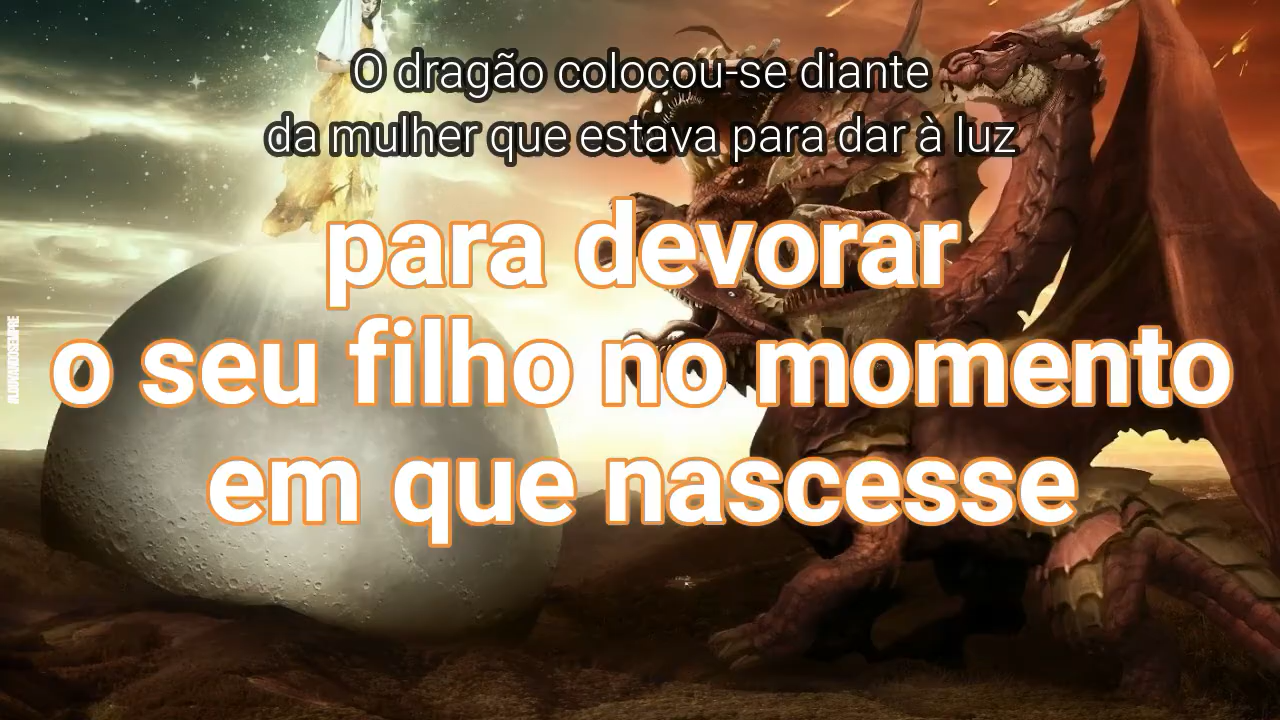 O dragão colocou-se diante
da mulher que estava para dar à luz
para devorar
o seu filho no momento
em que nascesse
#LOUVANDOSEMPRE